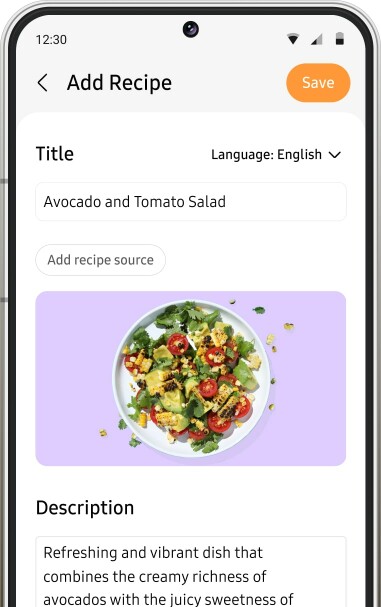 12:30
Add Recipe
Save
Title
Language: English
Avocado and Tomato Salad
Add recipe source
Description
Refreshing and vibrant dish that
combines the creamy richness of
avocados with the juicy sweetness of